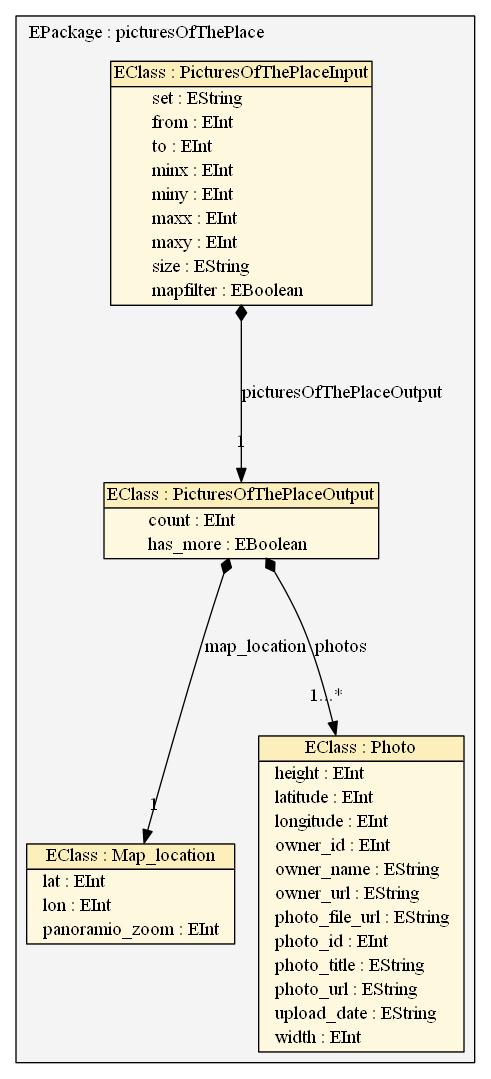 EPackage : picturesOfThePlace
EClass : PicturesOfThePlaceInput
set : EString
from : EInt
to : EInt
minx : EInt
miny : EInt
maxx : EInt
maxy : EInt
size : EString
mapfilter : EBoolean
picturesOfThePlaceOutput
1
EClass : PicturesOfThePlaceOutput
count : EInt
has_more : EBoolean
map_location
photos
1...*
1
EClass : Photo
height : EInt
latitude : EInt
longitude : EInt
owner_id : EInt
owner_name : EString
owner_url : EString
photo_file_url : EString
photo_id : EInt
photo_title : EString
photo_url : EString
upload_date : EString
width : EInt
EClass : Map_location
lat : EInt
lon : EInt
panoramio_zoom : EInt